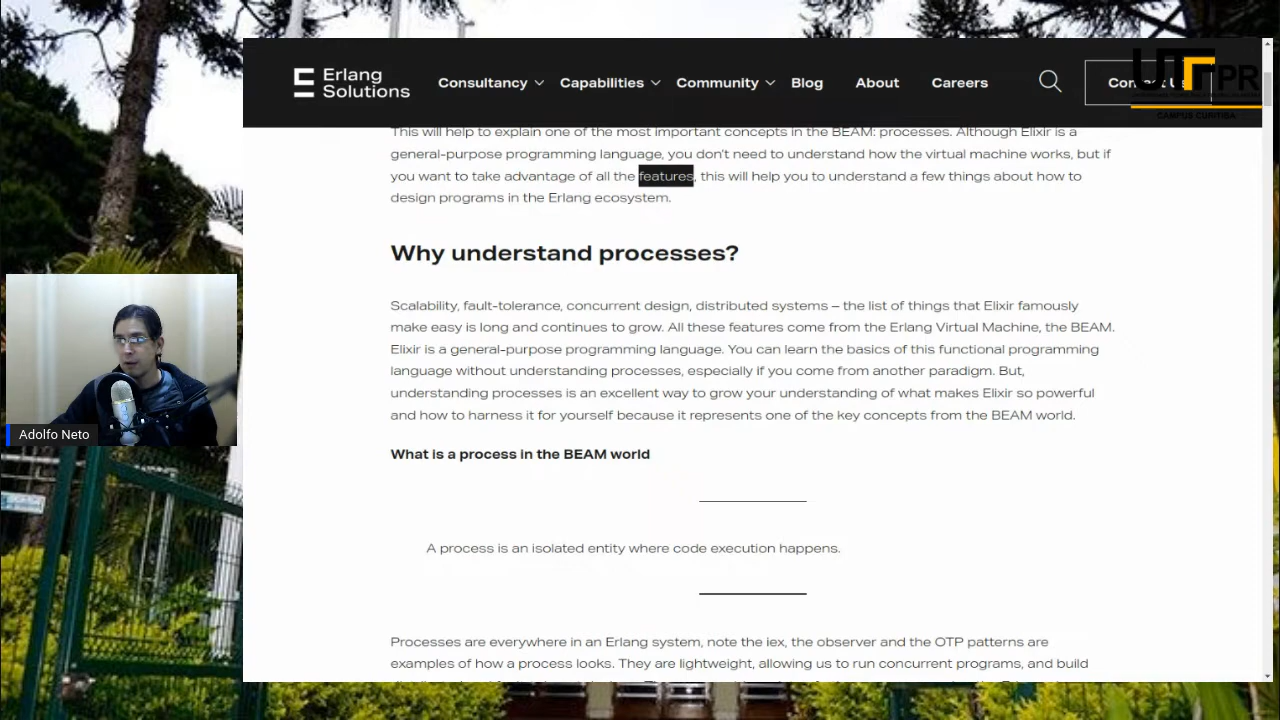 Erlang
Solutions
Consultancy
Capabilities
Community
Blog
About
Careers
UTFPR
CAMPUS CURITIBA
This will help to explain one of the most important concepts in the BEAM: processes. Although Elixir is a
general-purpose programming language, you don't need to understand how the virtual machine works, but if
you want to take advantage of all the features, this will help you to understand a few things about how to
design programs in the Erlang ecosystem.
Why understand processes?
Scalability, fault-tolerance, concurrent design, distributed systems – the list of things that Elixir famously
make easy is long and continues to grow. All these features come from the Erlang Virtual Machine, the BEAM.
Elixir is a general-purpose programming language. You can learn the basics of this functional programming
language without understanding processes, especially if you come from another paradigm. But,
understanding processes is an excellent way to grow your understanding of what makes Elixir so powerful
and how to harness it for yourself because it represents one of the key concepts from the BEAM world.
What is a process in the BEAM world
A process is an isolated entity where code execution happens.
Processes are everywhere in an Erlang system, note the iex, the observer and the OTP patterns are
examples of how a process looks. They are lightweight, allowing us to run concurrent programs, and build
Adolfo Neto